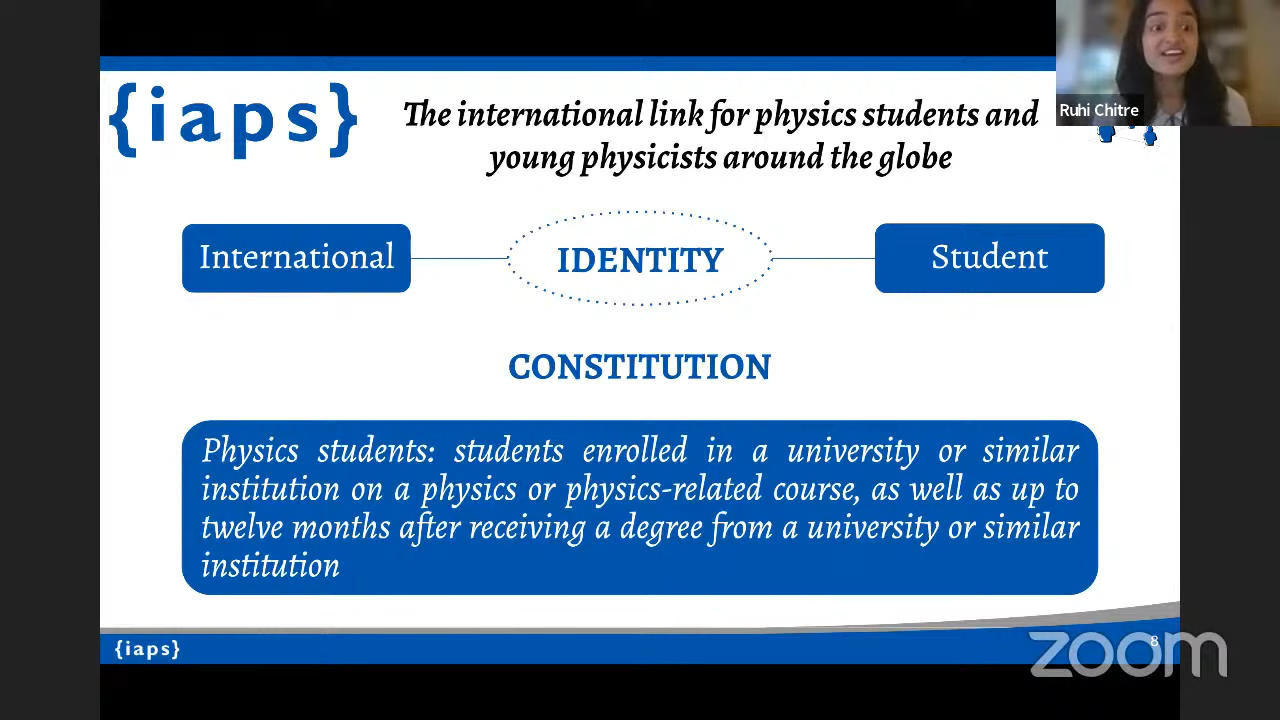 {iaps}
The international link for physics students and
young physicists around the globe
Ruhi Chitre
International
IDENTITY
Student
CONSTITUTION
Physics students: students enrolled in a university or similar
institution on a physics or physics-related course, as well as up to
twelve months after receiving a degree from a university or similar
institution
{iaps}
8
zoom